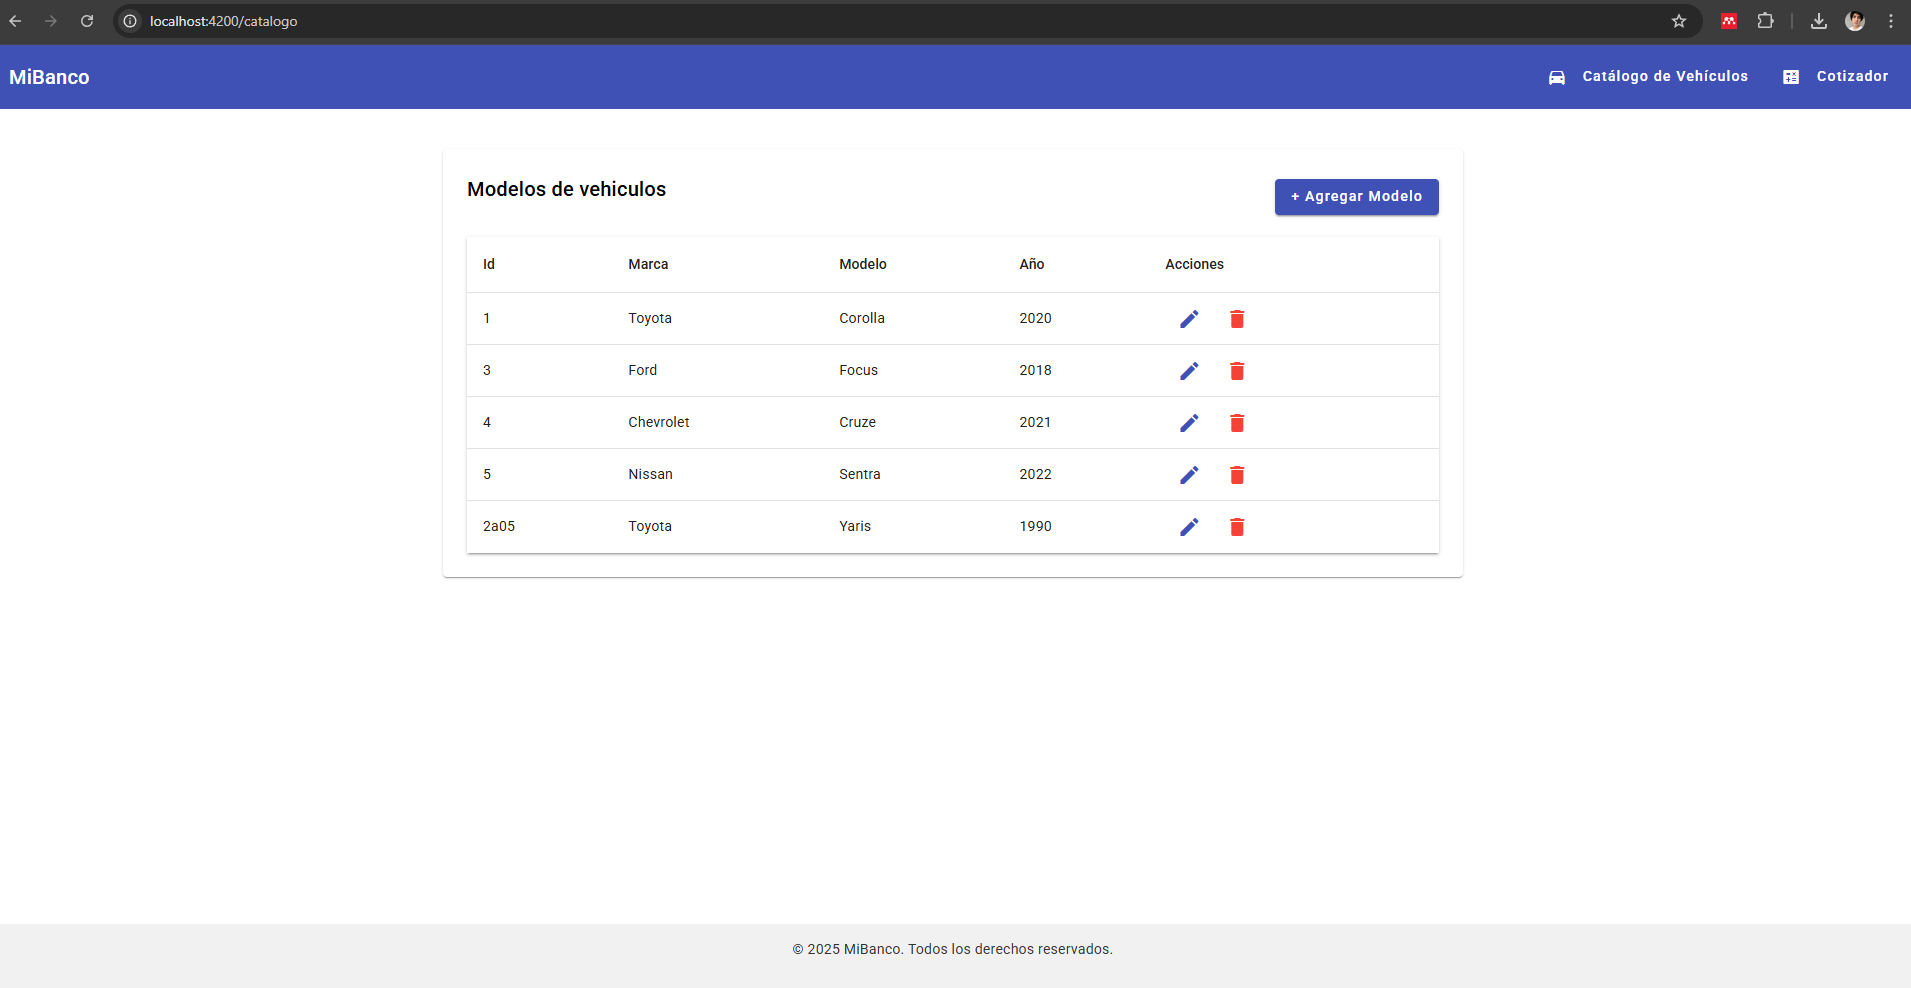 localhost:4200/catalogo
MiBanco
Catálogo de Vehículos
Cotizador
Modelos de vehiculos
+ Agregar Modelo
Id Marca Modelo Año Acciones
1 Toyota Corolla 2020
3 Ford Focus 2018
4 Chevrolet Cruze 2021
5 Nissan Sentra 2022
2a05 Toyota Yaris 1990
© 2025 MiBanco. Todos los derechos reservados.